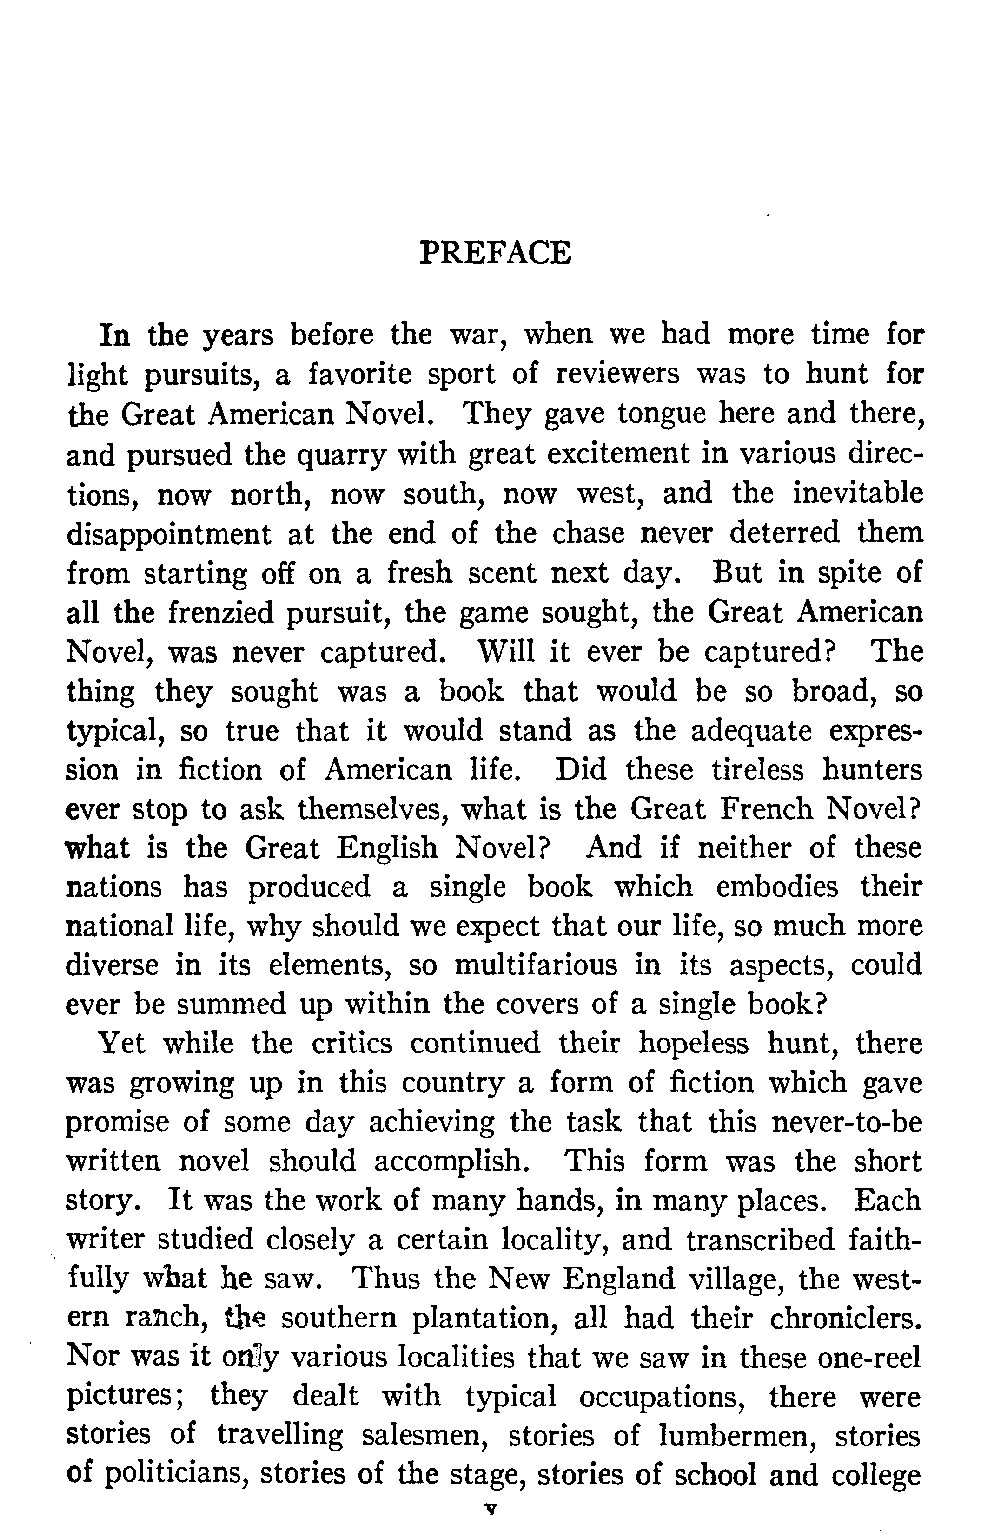 PREFACE
In the years before the war, when we had more time for
light pursuits, a favorite sport of reviewers was to hunt for
the Great American Novel. They gave tongue here and there,
and pursued the quarry with great excitement in various direc-
tions, now north, now south, now west, and the inevitable
disappointment at the end of the chase never deterred them
from starting off on a fresh scent next day. But in spite of
all the frenzied pursuit, the game sought, the Great American
Novel, was never captured. Will it ever be captured? The
thing they sought was a book that would be so broad, so
typical, so true that it would stand as the adequate expres-
sion in fiction of American life. Did these tireless hunters
ever stop to ask themselves, what is the Great French Novel?
what is the Great English Novel? And if neither of these
nations has produced a single book which embodies their
national life, why should we expect that our life, so much more
diverse in its elements, so multifarious in its aspects, could
ever be summed up within the covers of a single book?
Yet while the critics continued their hopeless hunt, there
was growing up in this country a form of fiction which gave
promise of some day achieving the task that this never-to-be
written novel should accomplish. This form was the short
story. It was the work of many hands, in many places. Each
writer studied closely a certain locality, and transcribed faith-
fully what he saw. Thus the New England village, the west-
ern ranch, the southern plantation, all had their chroniclers.
Nor was it only various localities that we saw in these one-reel
pictures; they dealt with typical occupations, there were
stories of travelling salesmen, stories of lumbermen, stories
of politicians, stories of the stage, stories of school and college
v